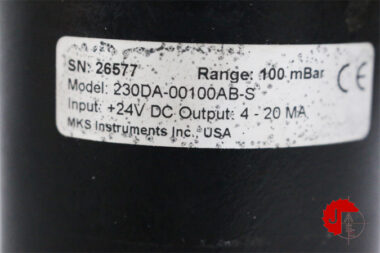 SN: 26577 Range: 100 mBar CE
Model: 230DA-00100AB-S
Input: +24V DC Output: 4 - 20 MA
MKS Instruments Inc., USA